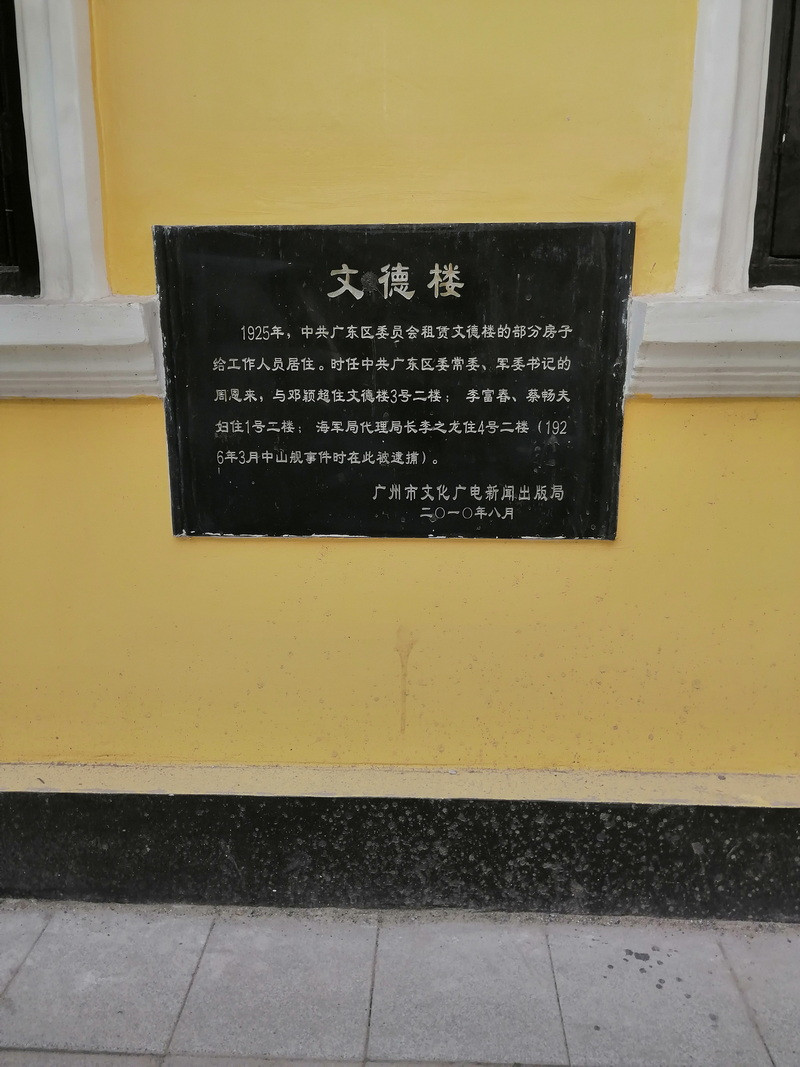 文德楼
1925年，中共广东区委员会租赁文德楼的部分房子
给工作人员居住。时任中共广东区委常委、军委书记的
周恩来，与邓颖超住文德楼3号二楼； 李富春、蔡畅夫
妇住1号二楼； 海军局代理局长李之龙住4号二楼（192
6年3月中山舰事件时在此被逮捕）。
广州市文化广电新闻出版局
二〇一〇年八月